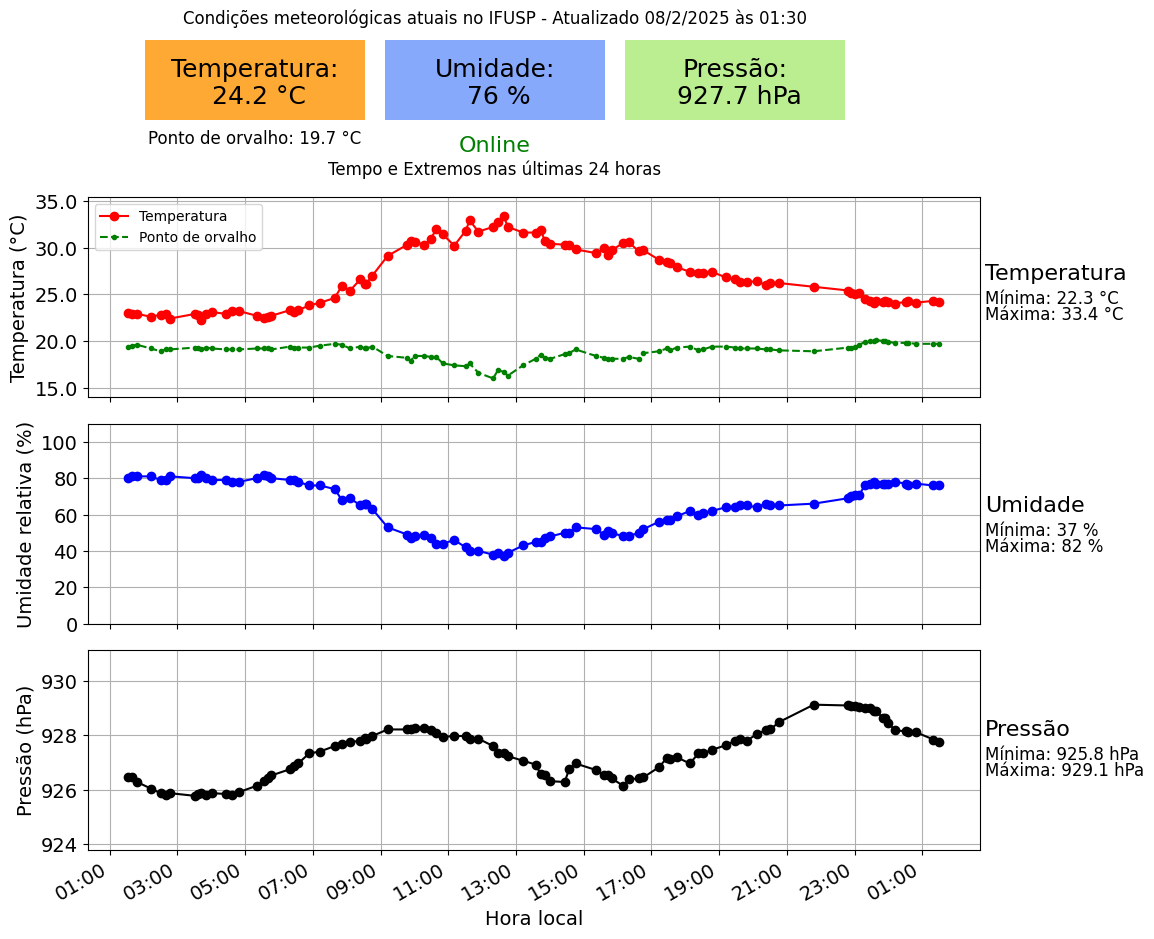 Condições meteorológicas atuais no IFUSP - Atualizado 08/2/2025 às 01:30
Temperatura:
24.2 °C
Umidade:
76 %
Pressão:
927.7 hPa
Ponto de orvalho: 19.7 °C
Online
Tempo e Extremos nas últimas 24 horas
Temperatura (°C)
35.0
30.0
25.0
20.0
15.0
Temperatura
Ponto de orvalho
Temperatura
Mínima: 22.3 °C
Máxima: 33.4 °C
Umidade relativa (%)
100
80
60
40
20
0
Umidade
Mínima: 37 %
Máxima: 82 %
Pressão (hPa)
930
928
926
924
Pressão
Mínima: 925.8 hPa
Máxima: 929.1 hPa
01:00 03:00 05:00 07:00 09:00 11:00 13:00 15:00 17:00 19:00 21:00 23:00 01:00
Hora local